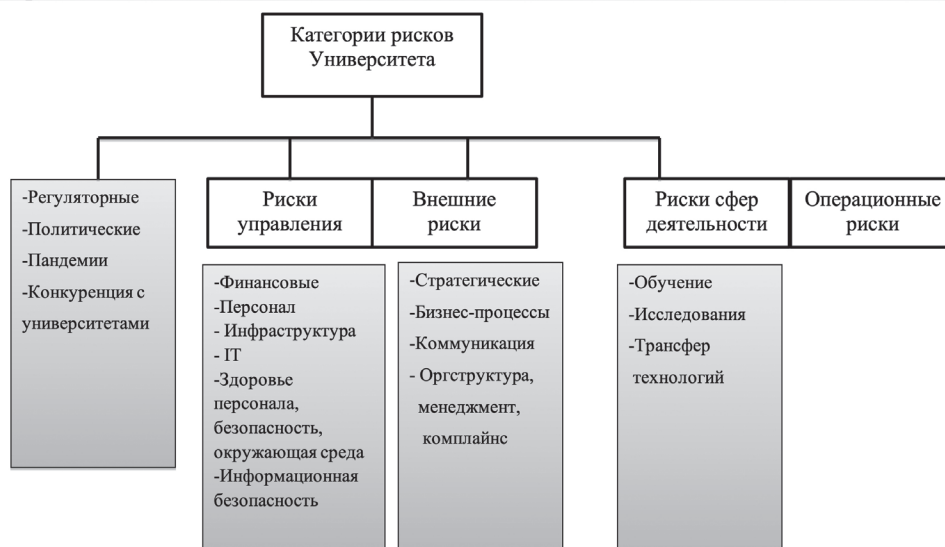 Категории рисков
Университета
-Регуляторные
-Политические
-Пандемии
-Конкуренция с
университетами
Риски
управления
-Финансовые
-Персонал
- Инфраструктура
- IT
-Здоровье
персонала,
безопасность,
окружающая среда
-Информационная
безопасность
Внешние
риски
-Стратегические
-Бизнес-процессы
-Коммуникация
- Оргструктура,
менеджмент,
комплайнс
Риски сфер
деятельности
-Обучение
-Исследования
-Трансфер
технологий
Операционные
риски